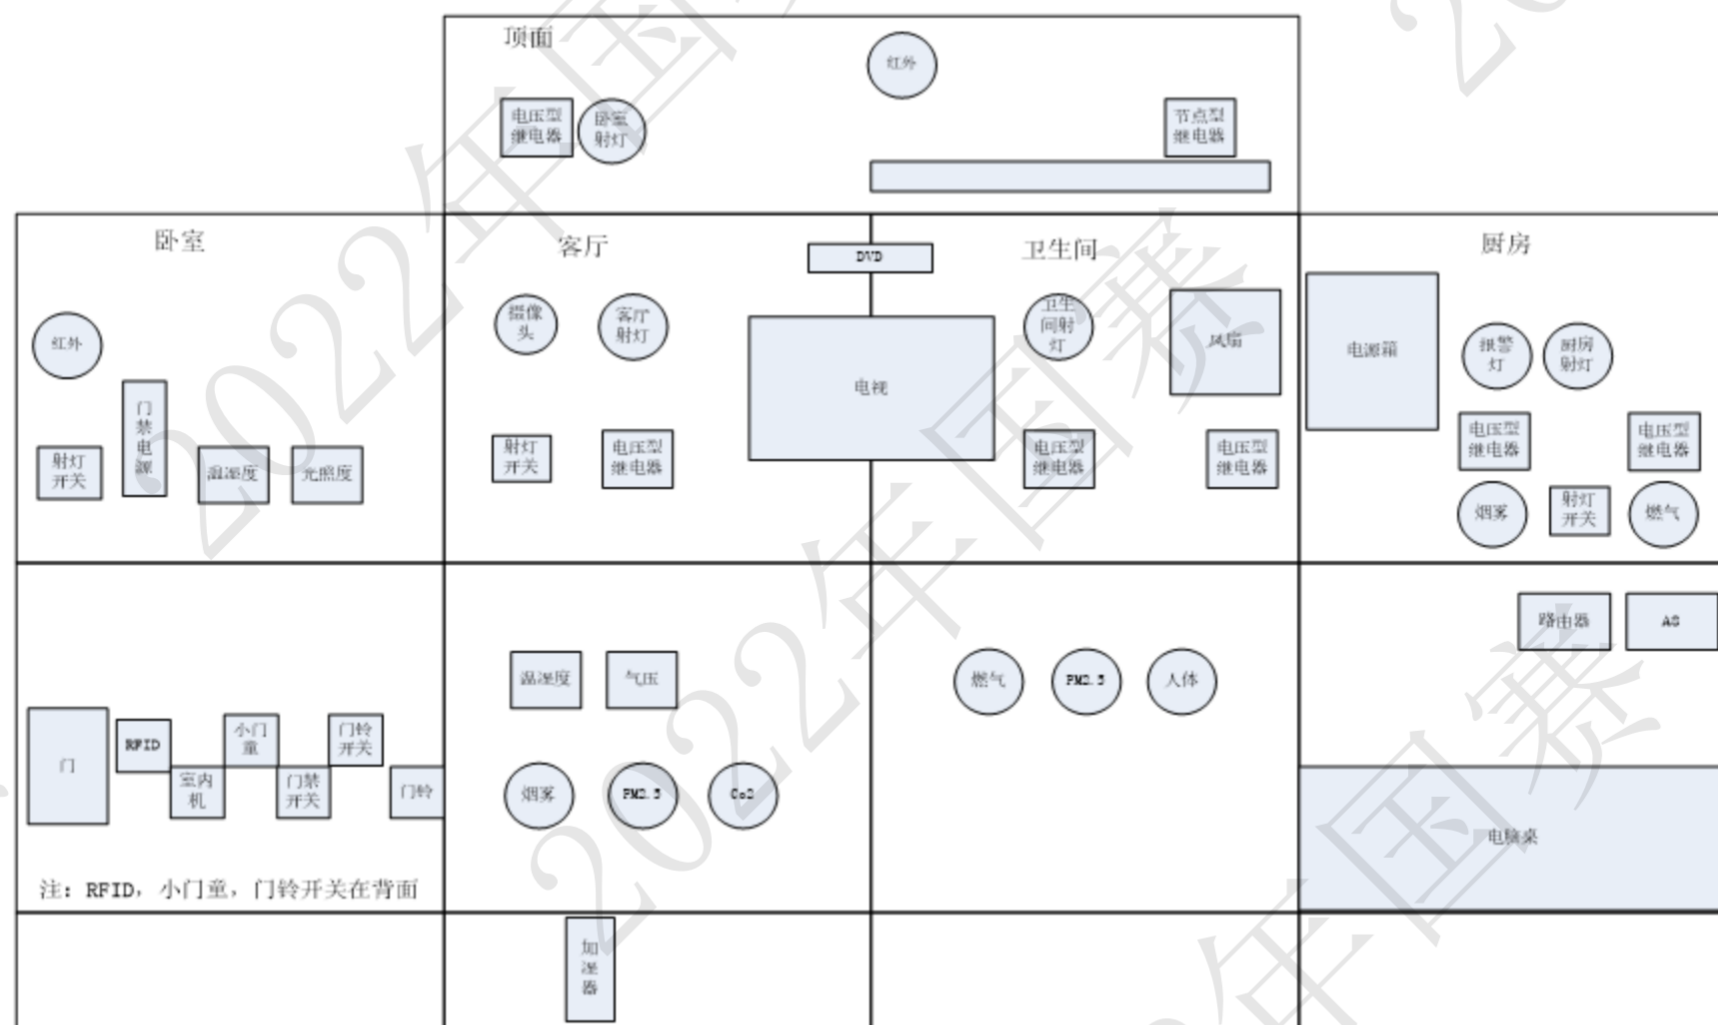 顶面
红外
电压型
继电器
卧室
射灯
节点型
继电器
卧室
客厅
DVD
卫生间
厨房
红外
门
禁
电
源
射灯
开关
温湿度
光照度
摄像
头
客厅
射灯
射灯
开关
电压型
继电器
电视
卫生
间射
灯
风扇
电压型
继电器
电压型
继电器
电源箱
报警
灯
厨房
射灯
电压型
继电器
电压型
继电器
烟雾
射灯
开关
燃气
门
RFID
室内
机
小门
童
门禁
开关
门铃
开关
门铃
注：RFID，小门童，门铃开关在背面
温湿度
气压
烟雾
PM2.5
Co2
燃气
PM2.5
人体
路由器
AS
电脑桌
加
湿
器
2022年国赛
2022年国赛